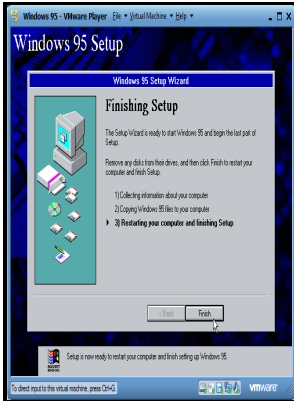 Windows 95 - VMware Player File Virtual Machine Help
Windows 95 Setup
Windows 95 Setup Wizard
Finishing Setup
The Setup Wizard is ready to start Windows 95 and begin the last part of
Setup.
Remove any disks from their drives, and then click Finish to restart your
computer and finish Setup.
1) Collecting information about your computer
2) Copying Windows 95 files to your computer
3) Restarting your computer and finishing Setup
< Back Finish
Setup is now ready to restart your computer and finish setting up Windows 95.
To direct input to this virtual machine, press Ctrl+G.
vmware